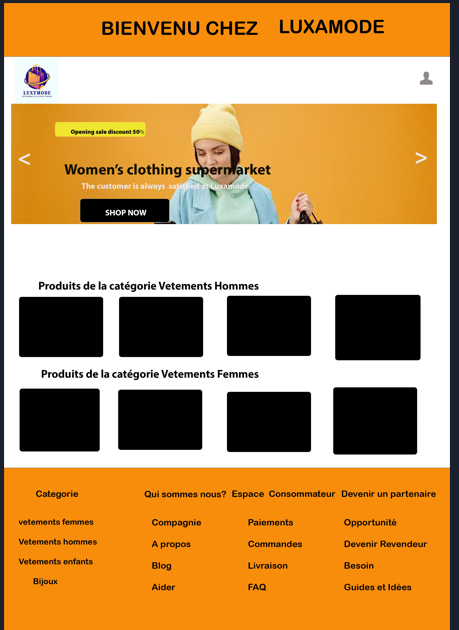 BIENVENU CHEZ LUXAMODE
LUXYMODE
Opening sale discount 50%
<
>
Women's clothing supermarket
The customer is always satisfied at Luxamode
SHOP NOW
Produits de la catégorie Vetements Hommes
Produits de la catégorie Vetements Femmes
Categorie Qui sommes nous? Espace Consommateur Devenir un partenaire
vetements femmes Compagnie Paiements Opportunité
Vetements hommes A propos Commandes Devenir Revendeur
Vetements enfants Blog Livraison Besoin
Bijoux Aider FAQ Guides et Idées